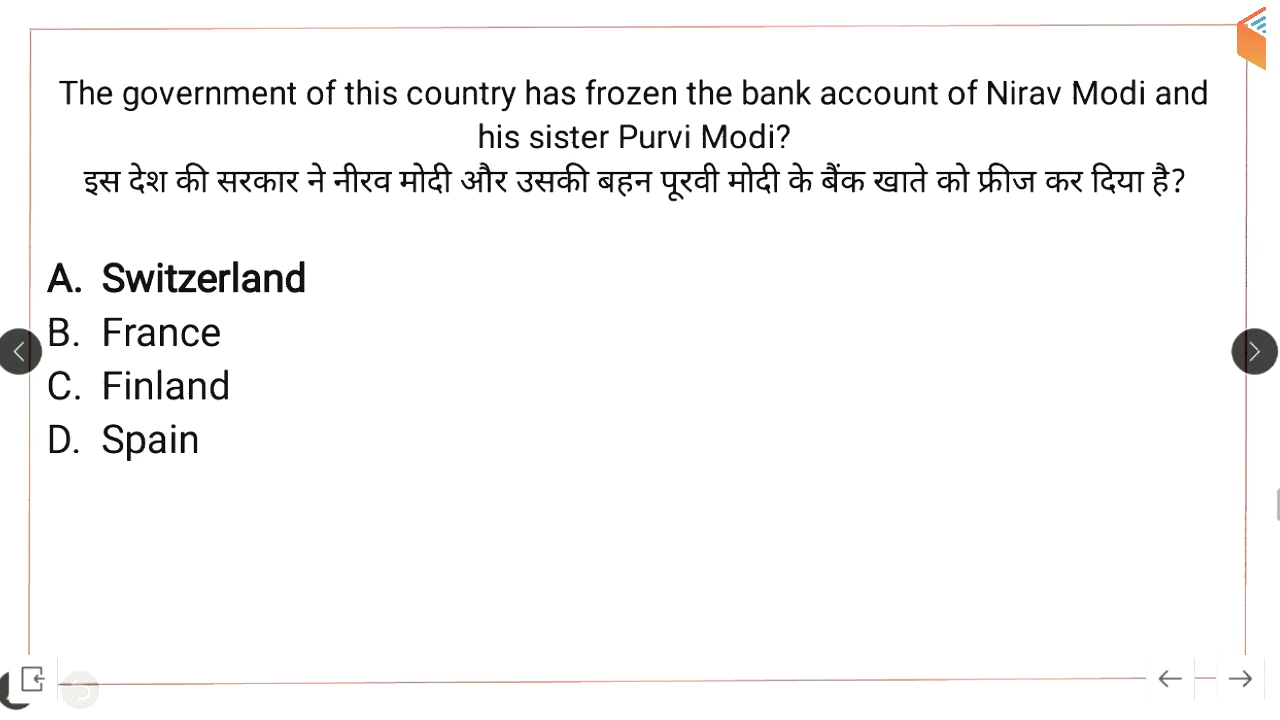 The government of this country has frozen the bank account of Nirav Modi and
his sister Purvi Modi?
इस देश की सरकार ने नीरव मोदी और उसकी बहन पूरवी मोदी के बैंक खाते को फ्रीज कर दिया है?
A. Switzerland
B. France
C. Finland
D. Spain